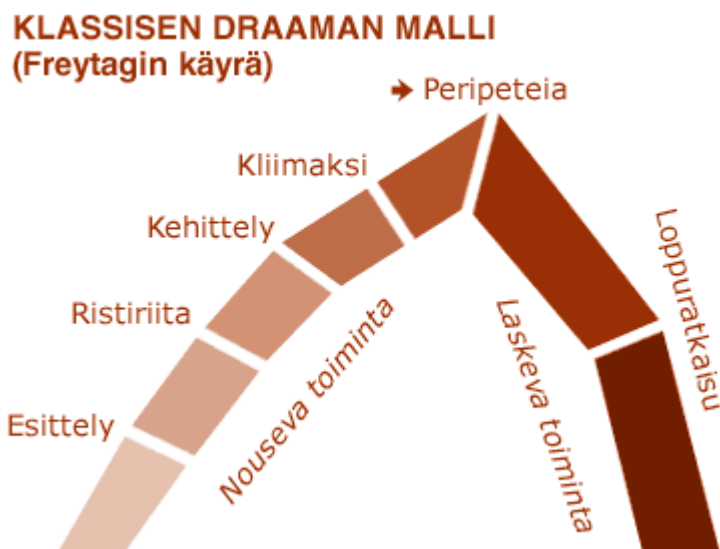 KLASSISEN DRAAMAN MALLI
(Freytagin käyrä)
Peripeteia
Kliimaksi
Kehittely
Ristiriita
Esittely
Nouseva toiminta
Laskeva toiminta
Loppuratkaisu